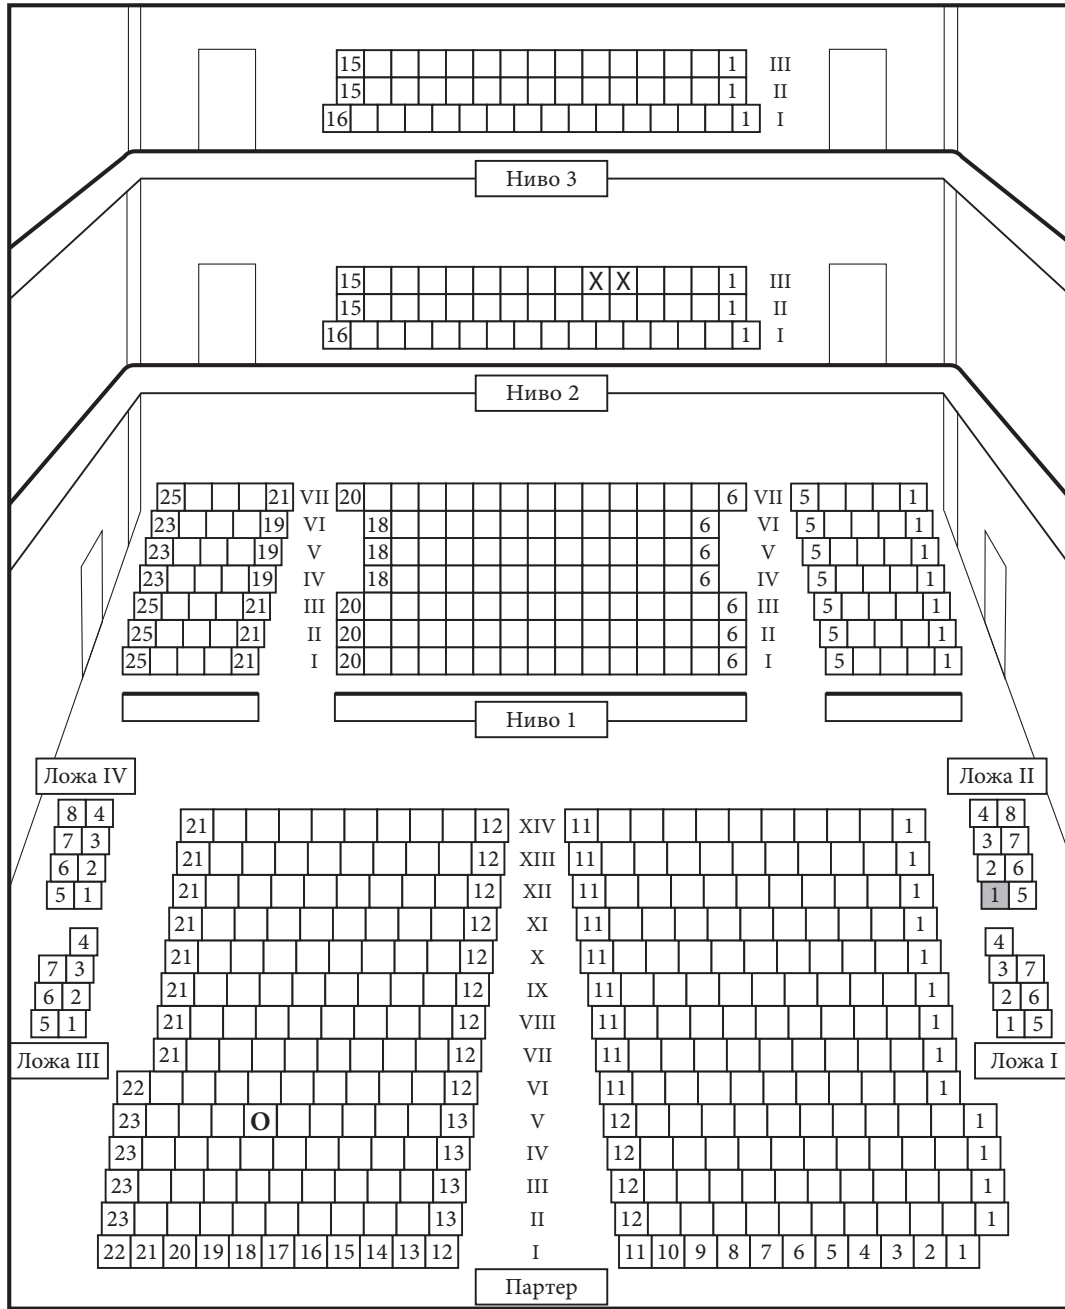 15 1 III
15 1 II
16 1 I
Ниво 3
15 X X 1 III
15 1 II
16 1 I
Ниво 2
25 21 VII 20 6 VII 5 1
23 19 VI 18 6 VI 5 1
23 19 V 18 6 V 5 1
23 19 IV 18 6 IV 5 1
25 21 III 20 6 III 5 1
25 21 II 20 6 II 5 1
25 21 I 20 6 I 5 1
Ниво 1
Ложа IV
8 4
7 3
6 2
5 1
4
7 3
6 2
5 1
Ложа III
Ложа II
4 8
3 7
2 6
1 5
4
3 7
2 6
1 5
Ложа I
21 12 XIV 11 1
21 12 XIII 11 1
21 12 XII 11 1
21 12 XI 11 1
21 12 X 11 1
21 12 IX 11 1
21 12 VIII 11 1
21 12 VII 11 1
22 12 VI 11 1
23 O 13 V 12 1
23 13 IV 12 1
23 13 III 12 1
23 13 II 12 1
22 21 20 19 18 17 16 15 14 13 12 I 11 10 9 8 7 6 5 4 3 2 1
Партер